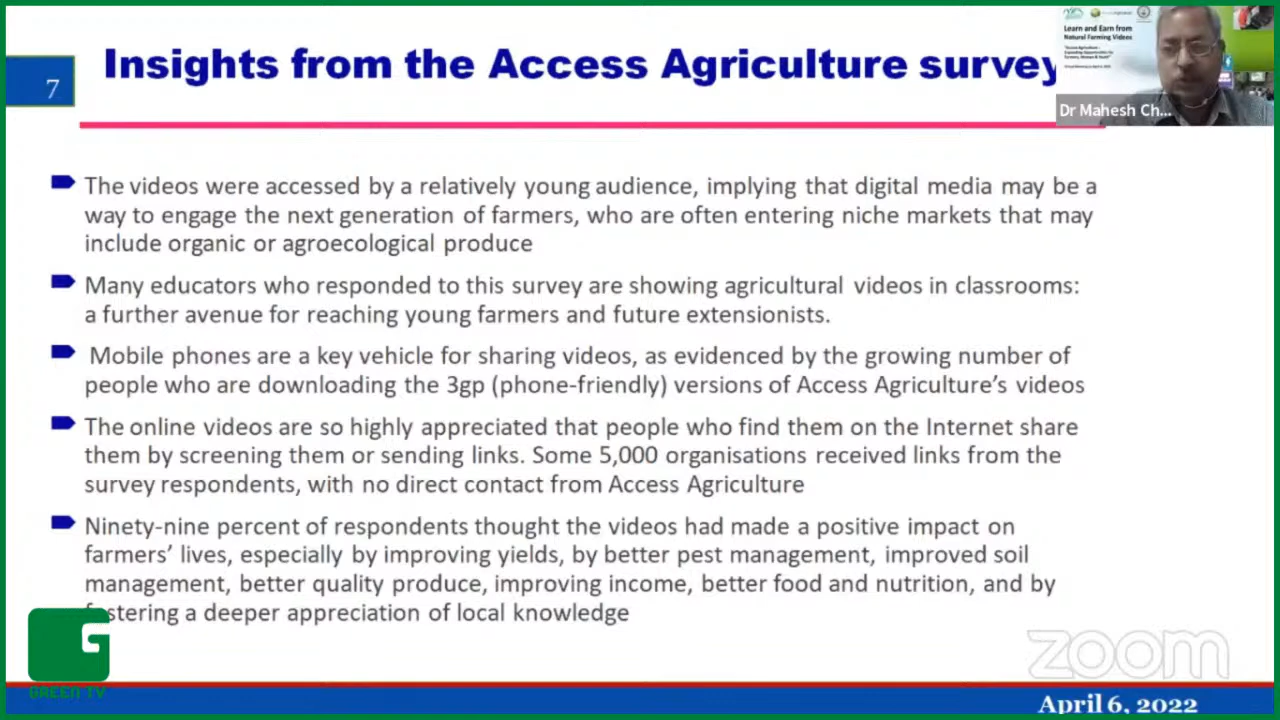 7
Insights from the Access Agriculture survey
Learn and Earn from
Natural Farming Videos
Dr Mahesh Ch...
The videos were accessed by a relatively young audience, implying that digital media may be a
way to engage the next generation of farmers, who are often entering niche markets that may
include organic or agroecological produce
Many educators who responded to this survey are showing agricultural videos in classrooms:
a further avenue for reaching young farmers and future extensionists.
Mobile phones are a key vehicle for sharing videos, as evidenced by the growing number of
people who are downloading the 3gp (phone-friendly) versions of Access Agriculture's videos
The online videos are so highly appreciated that people who find them on the Internet share
them by screening them or sending links. Some 5,000 organisations received links from the
survey respondents, with no direct contact from Access Agriculture
Ninety-nine percent of respondents thought the videos had made a positive impact on
farmers' lives, especially by improving yields, by better pest management, improved soil
management, better quality produce, improving income, better food and nutrition, and by
fostering a deeper appreciation of local knowledge
G
GREEN TV
zoom
April 6, 2022